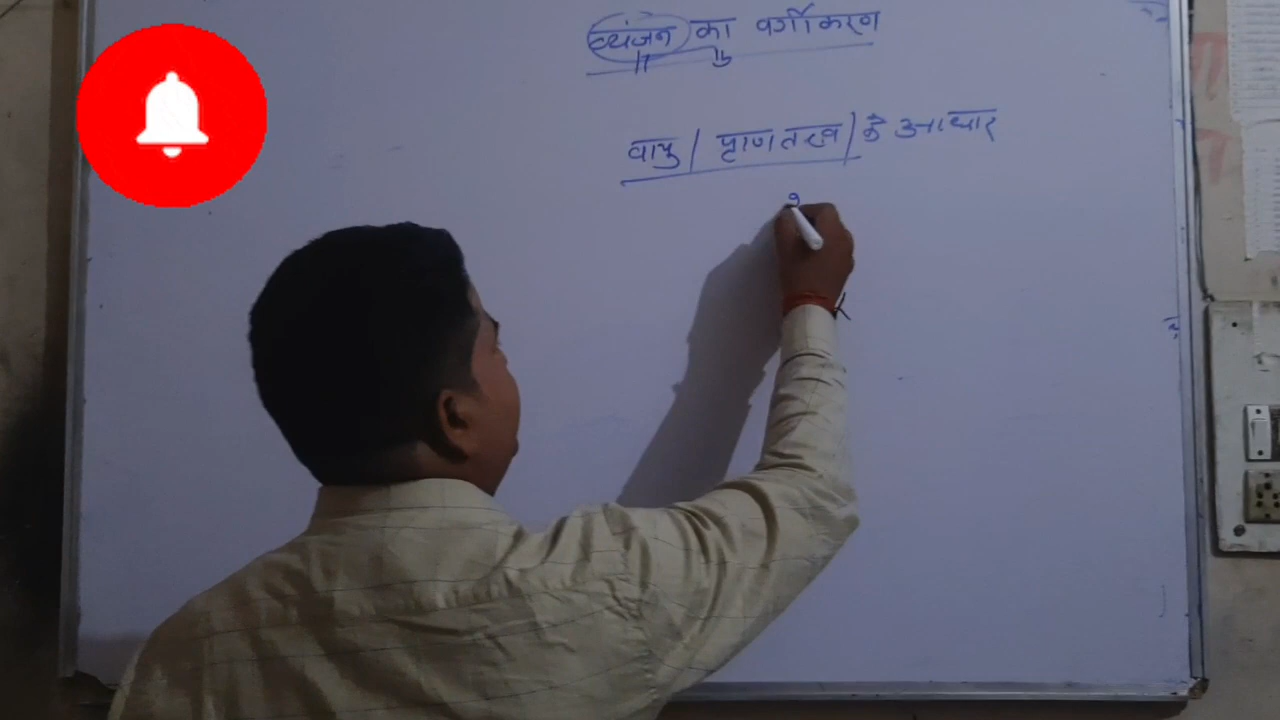 व्यंजन का वर्गीकरण
वायु / प्राणतत्व / के आधार